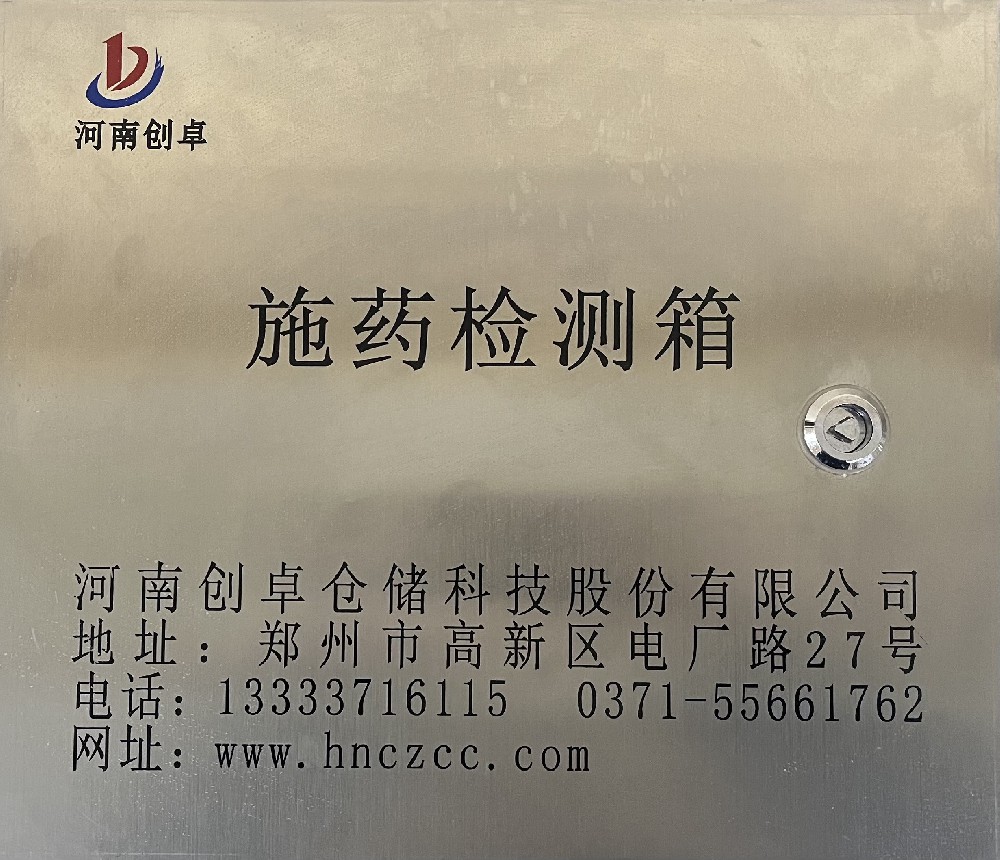 河南创卓
施药检测箱
河南创卓仓储科技股份有限公司
地址：郑州市高新区电厂路27号
电话：13333716115 0371-55661762
网址：www.hnczcc.com